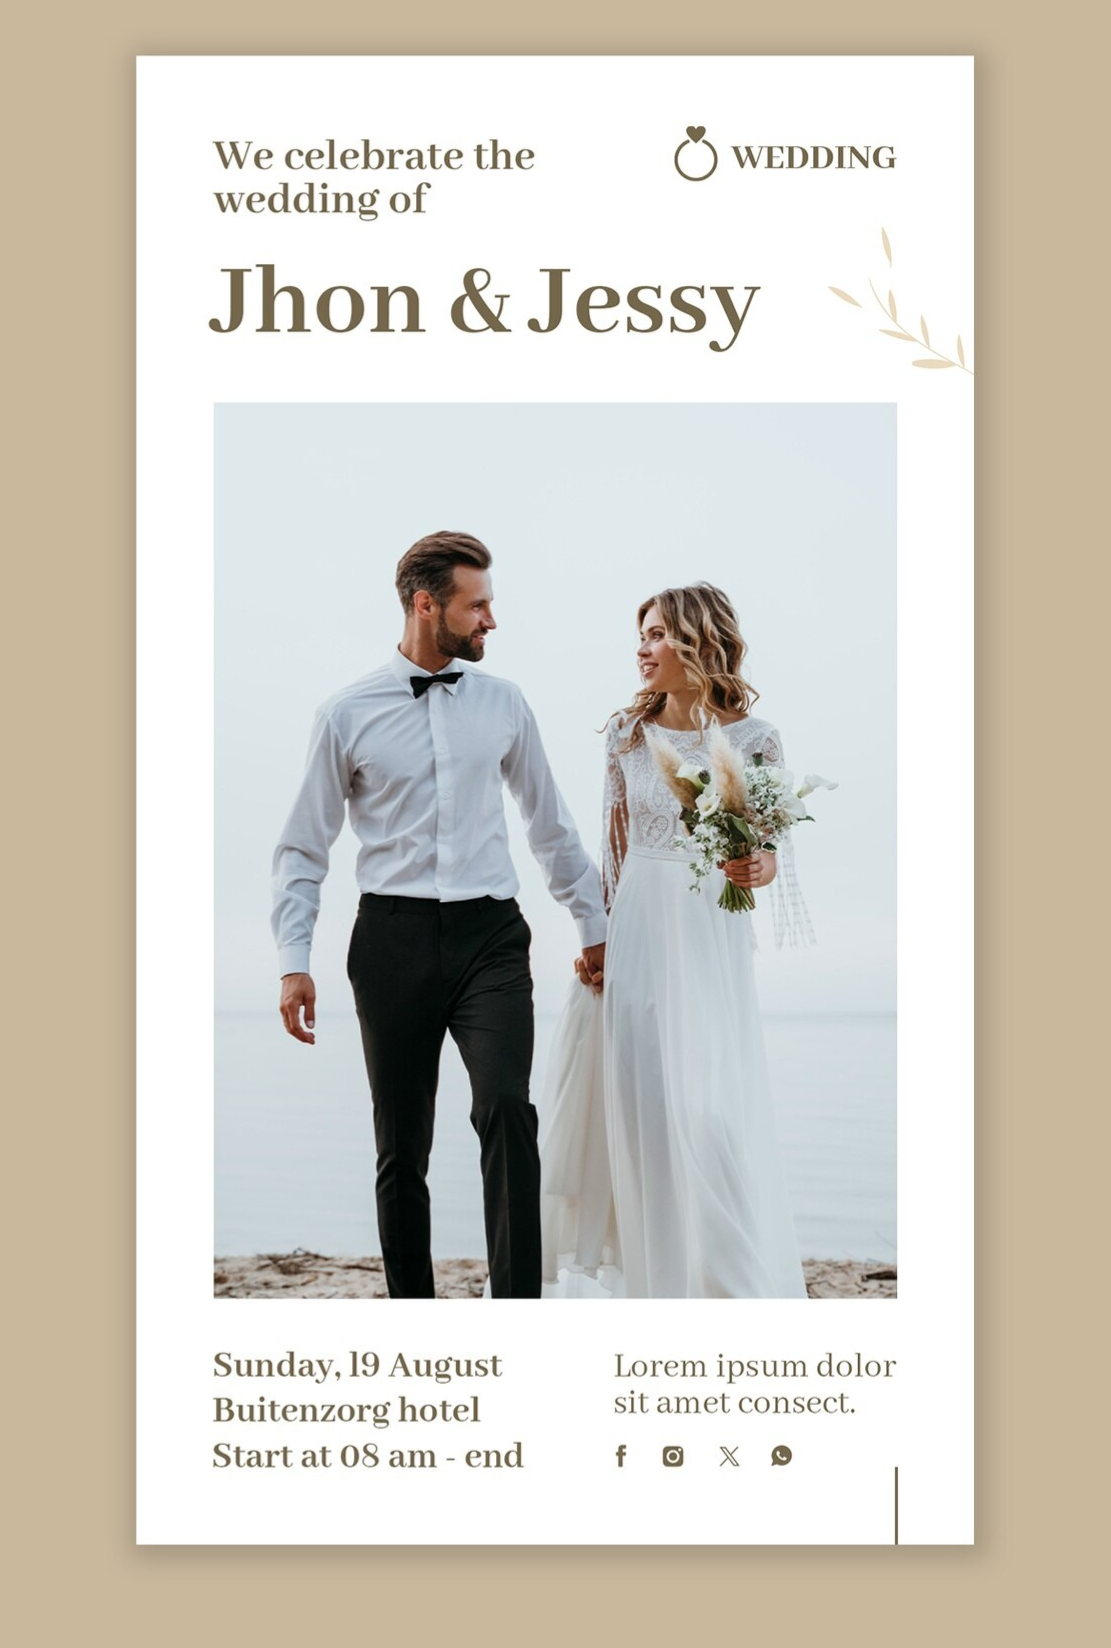 We celebrate the
wedding of
WEDDING
Jhon & Jessy
Sunday, 19 August
Buitenzorg hotel
Start at 08 am - end
Lorem ipsum dolor
sit amet consect.